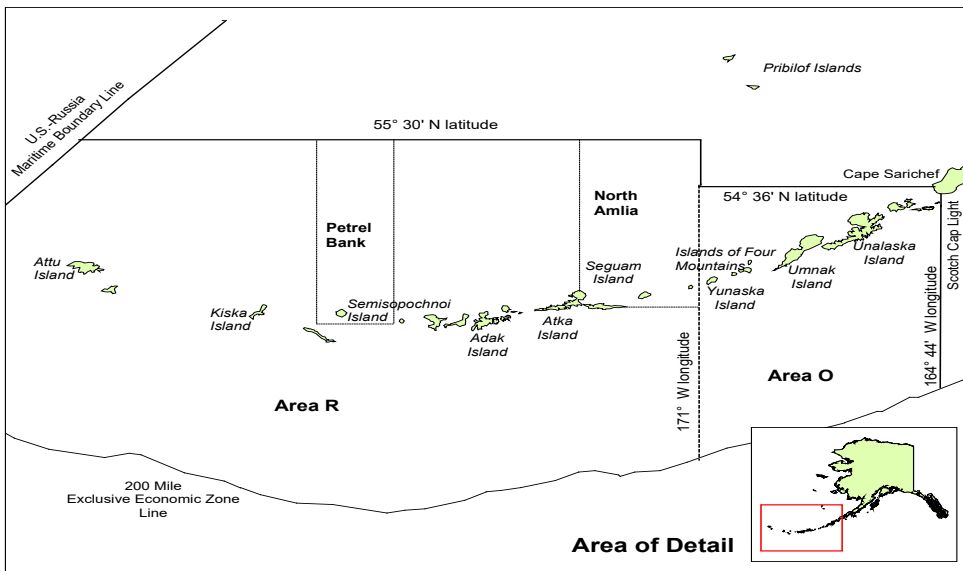 Pribilof Islands
U.S.-Russia
Maritime Boundary Line
55° 30' N latitude
Cape Sarichef
54° 36' N latitude
North
Amlia
Petrel
Bank
Scotch Cap Light
Attu
Island
Islands of Four
Mountains
Unalaska
Island
Seguam
Island
Umnak
Island
Yunaska
Island
Semisopochnoi
Island
Kiska
Island
Adak
Island
Atka
Island
164° 44' W longitude
171° W longitude
Area O
Area R
200 Mile
Exclusive Economic Zone
Line
Area of Detail